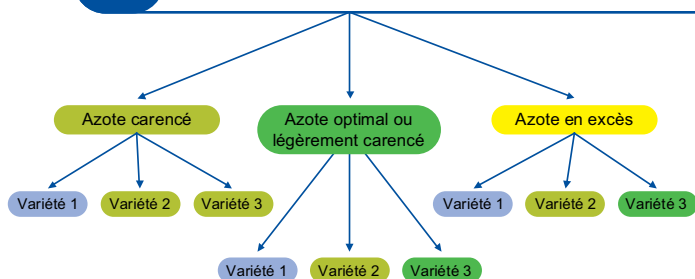 Azote carencé
Azote optimal ou
légèrement carencé
Azote en excès
Variété 1
Variété 2
Variété 3
Variété 1
Variété 2
Variété 3
Variété 1
Variété 2
Variété 3